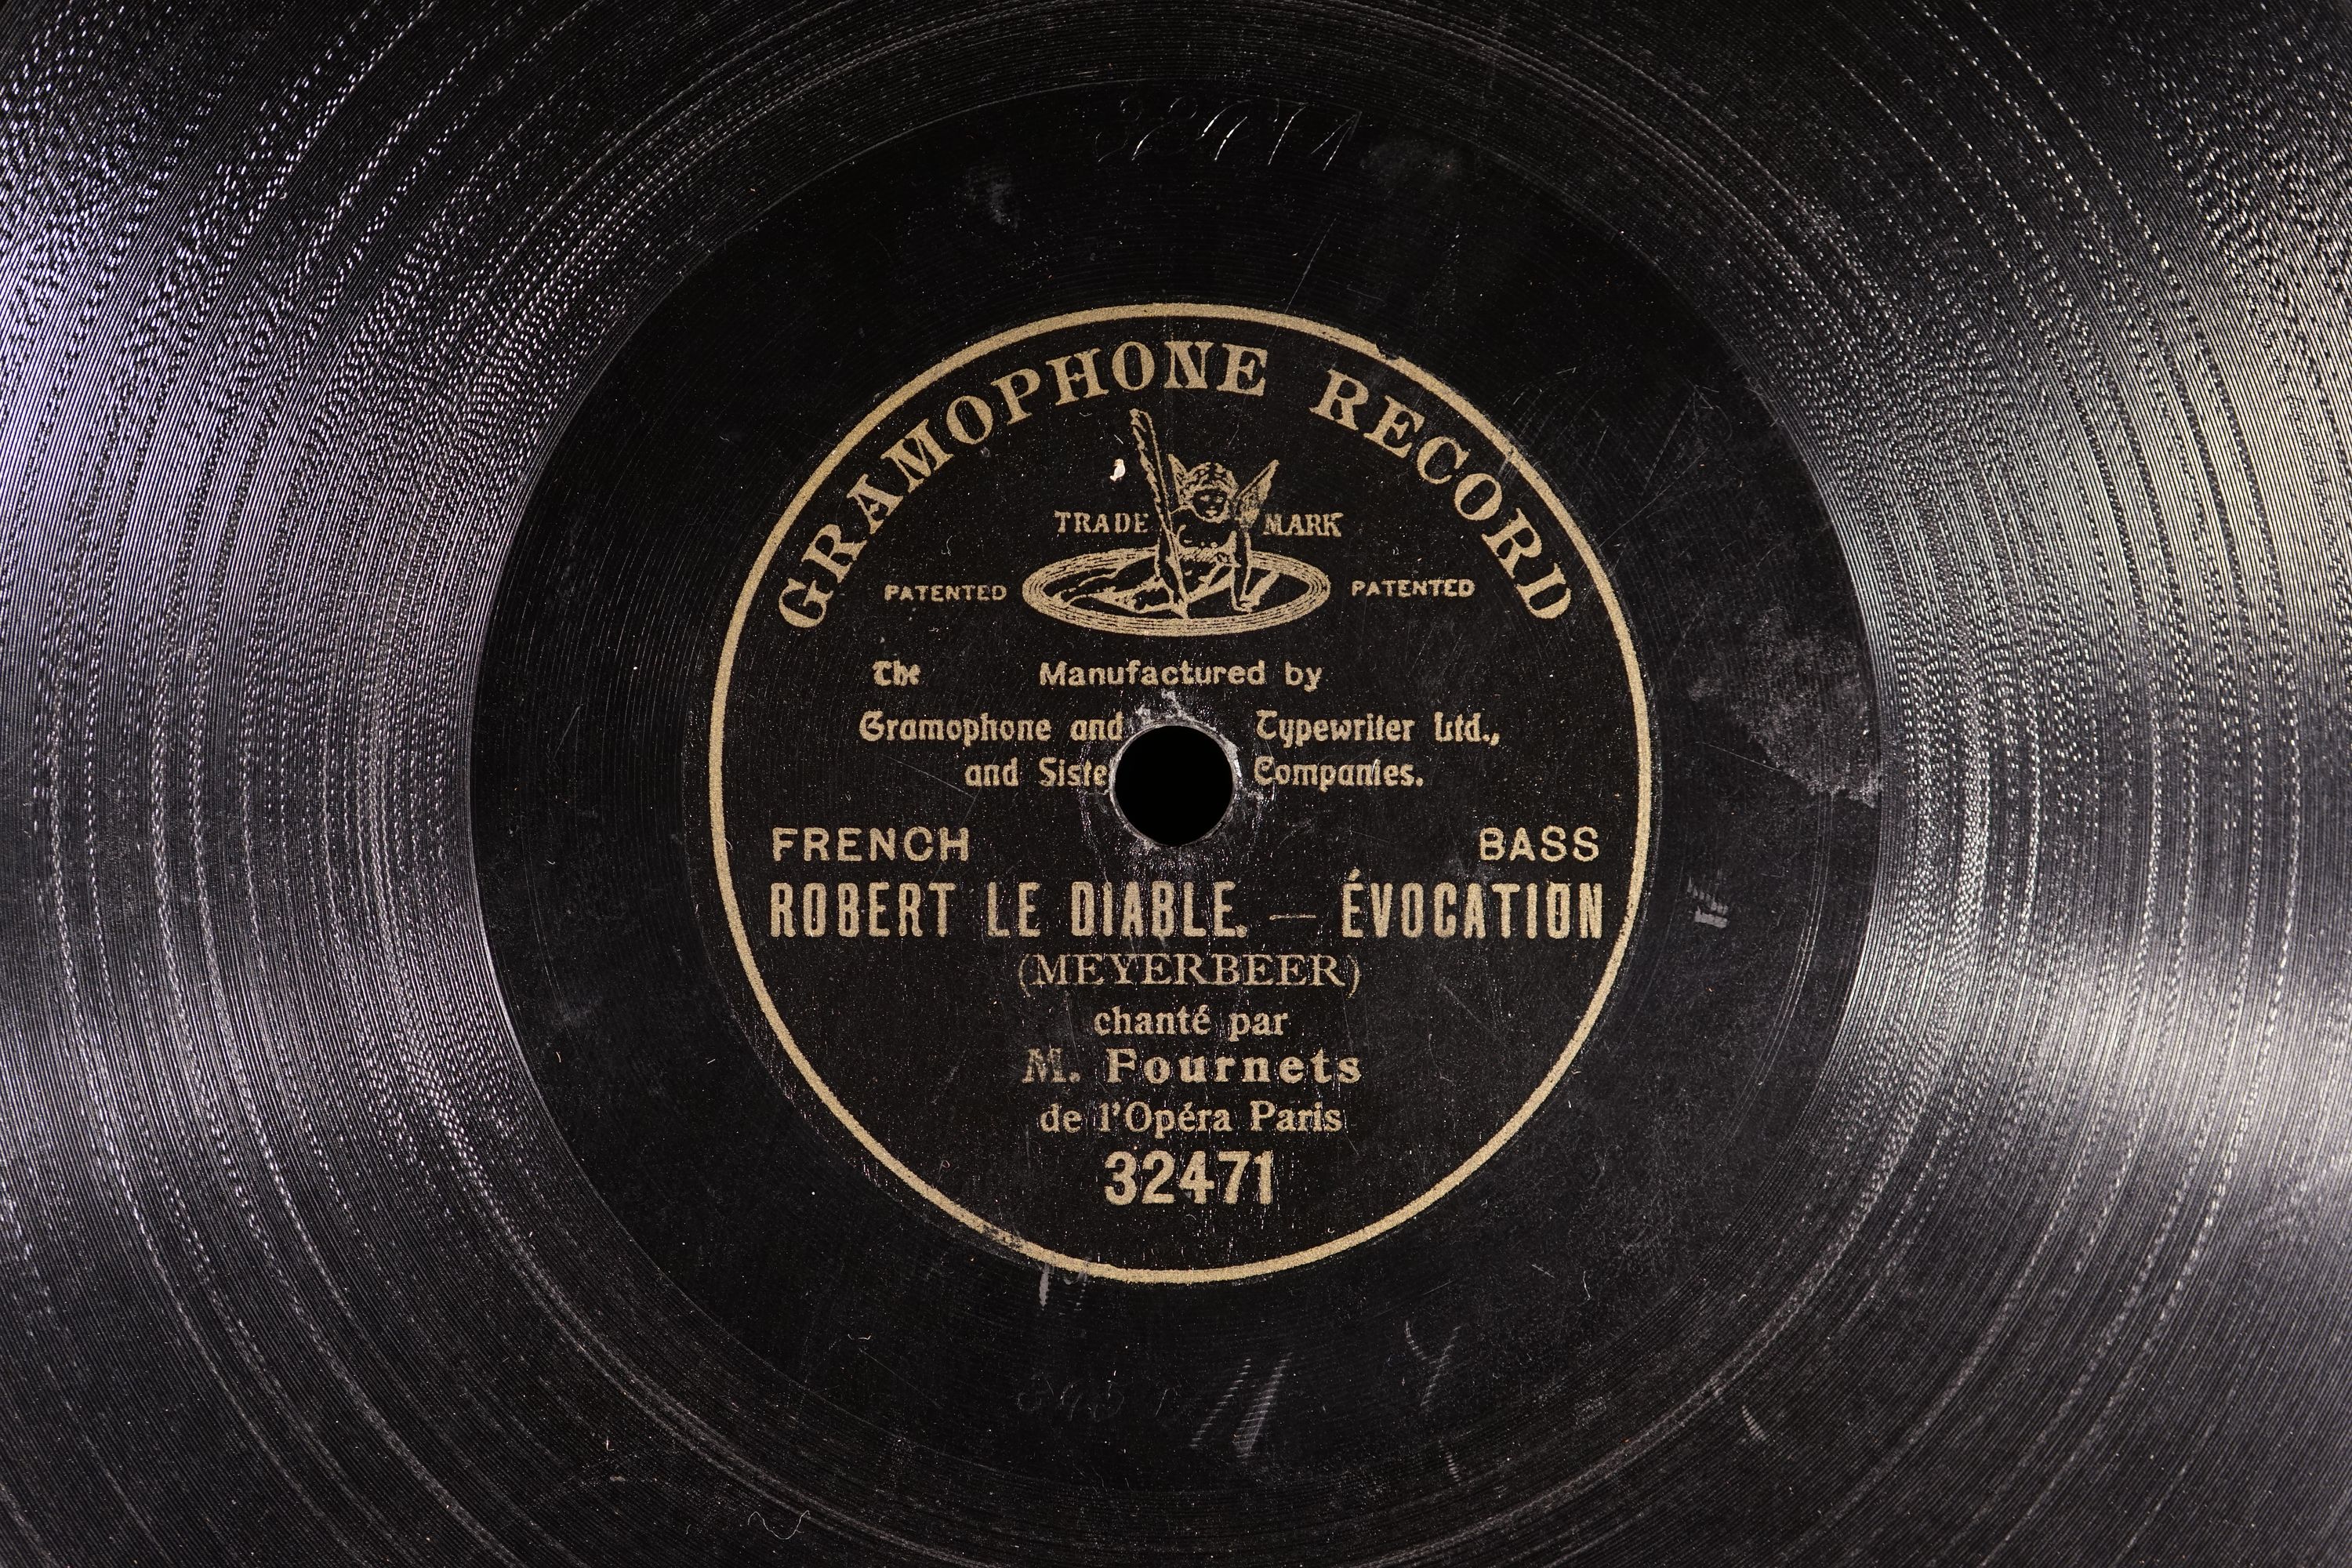 32471
GRAMOPHONE RECORD
TRADE MARK
PATENTED PATENTED
The Manufactured by
Gramophone and Typewriter Ltd.,
and Siste Companies.
FRENCH BASS
ROBERT LE DIABLE. — ÉVOCATION
(MEYERBEER)
chanté par
M. Fournets
de l'Opéra Paris
32471